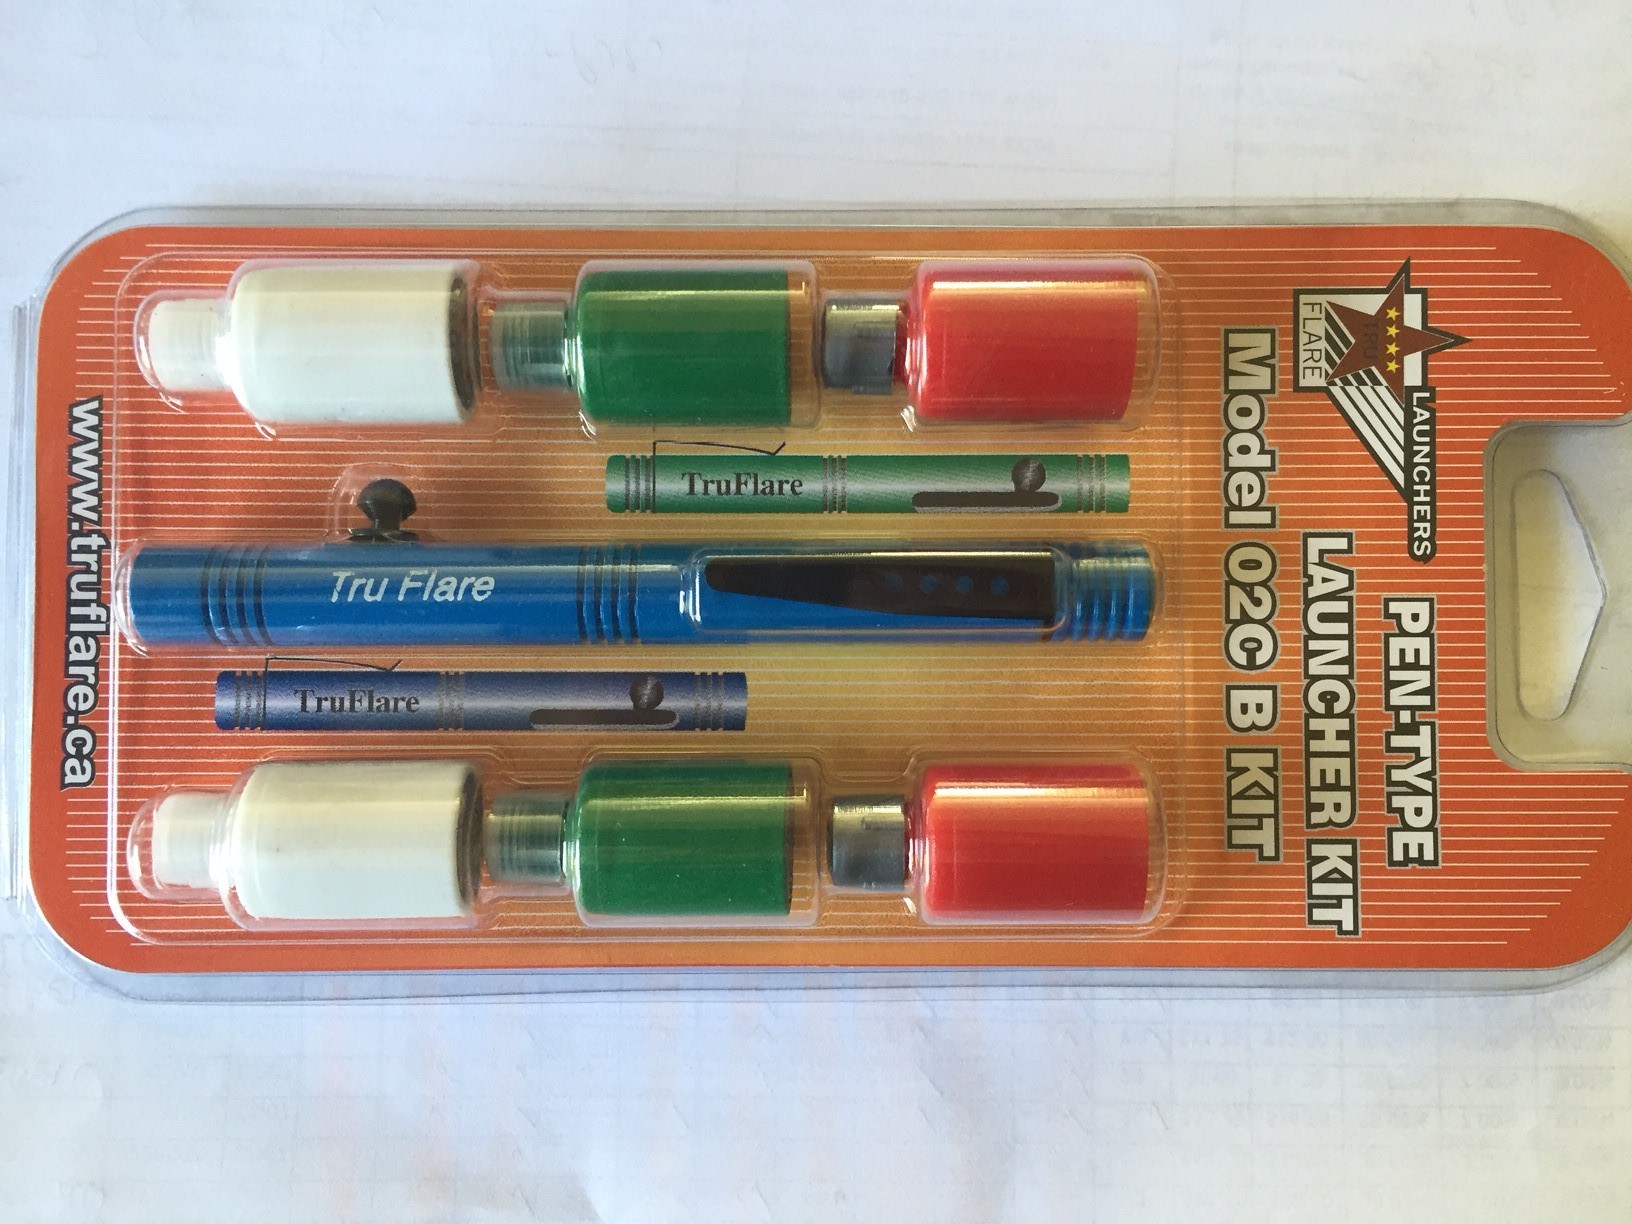 TRU
FLARE
LAUNCHERS
PEN-TYPE
LAUNCHER KIT
Model 02C B KIT
TruFlare
Tru Flare
TruFlare
www.truflare.ca